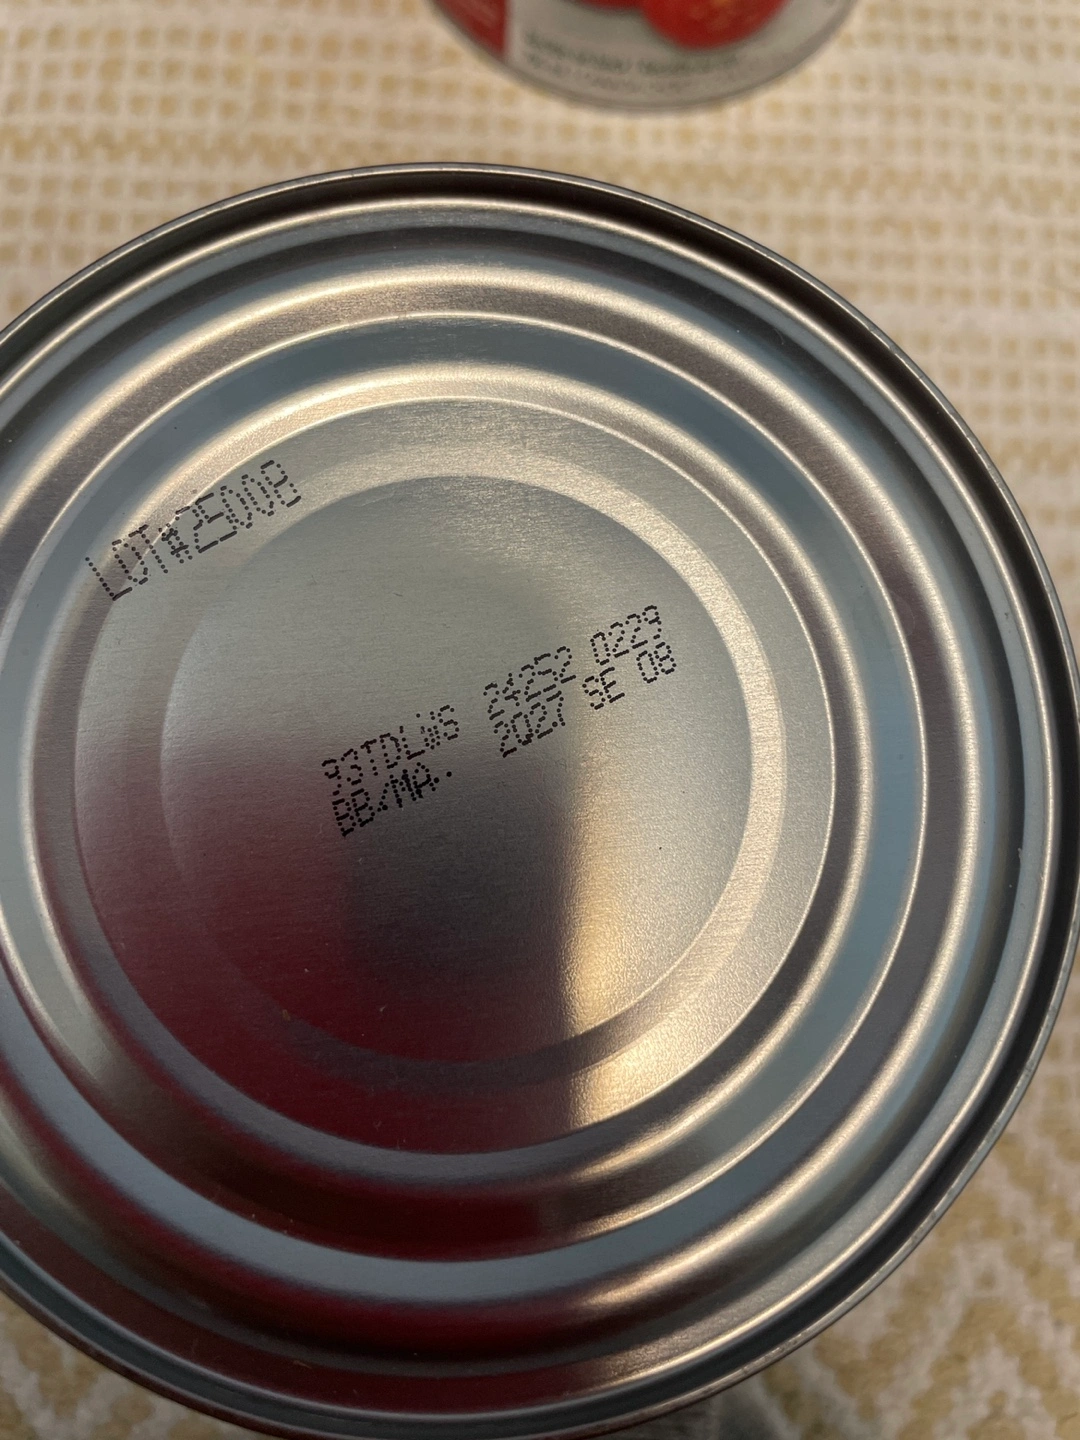 LOT#25008
93TDLWS 24252 0229
BB/MA.. 2027 SE 08